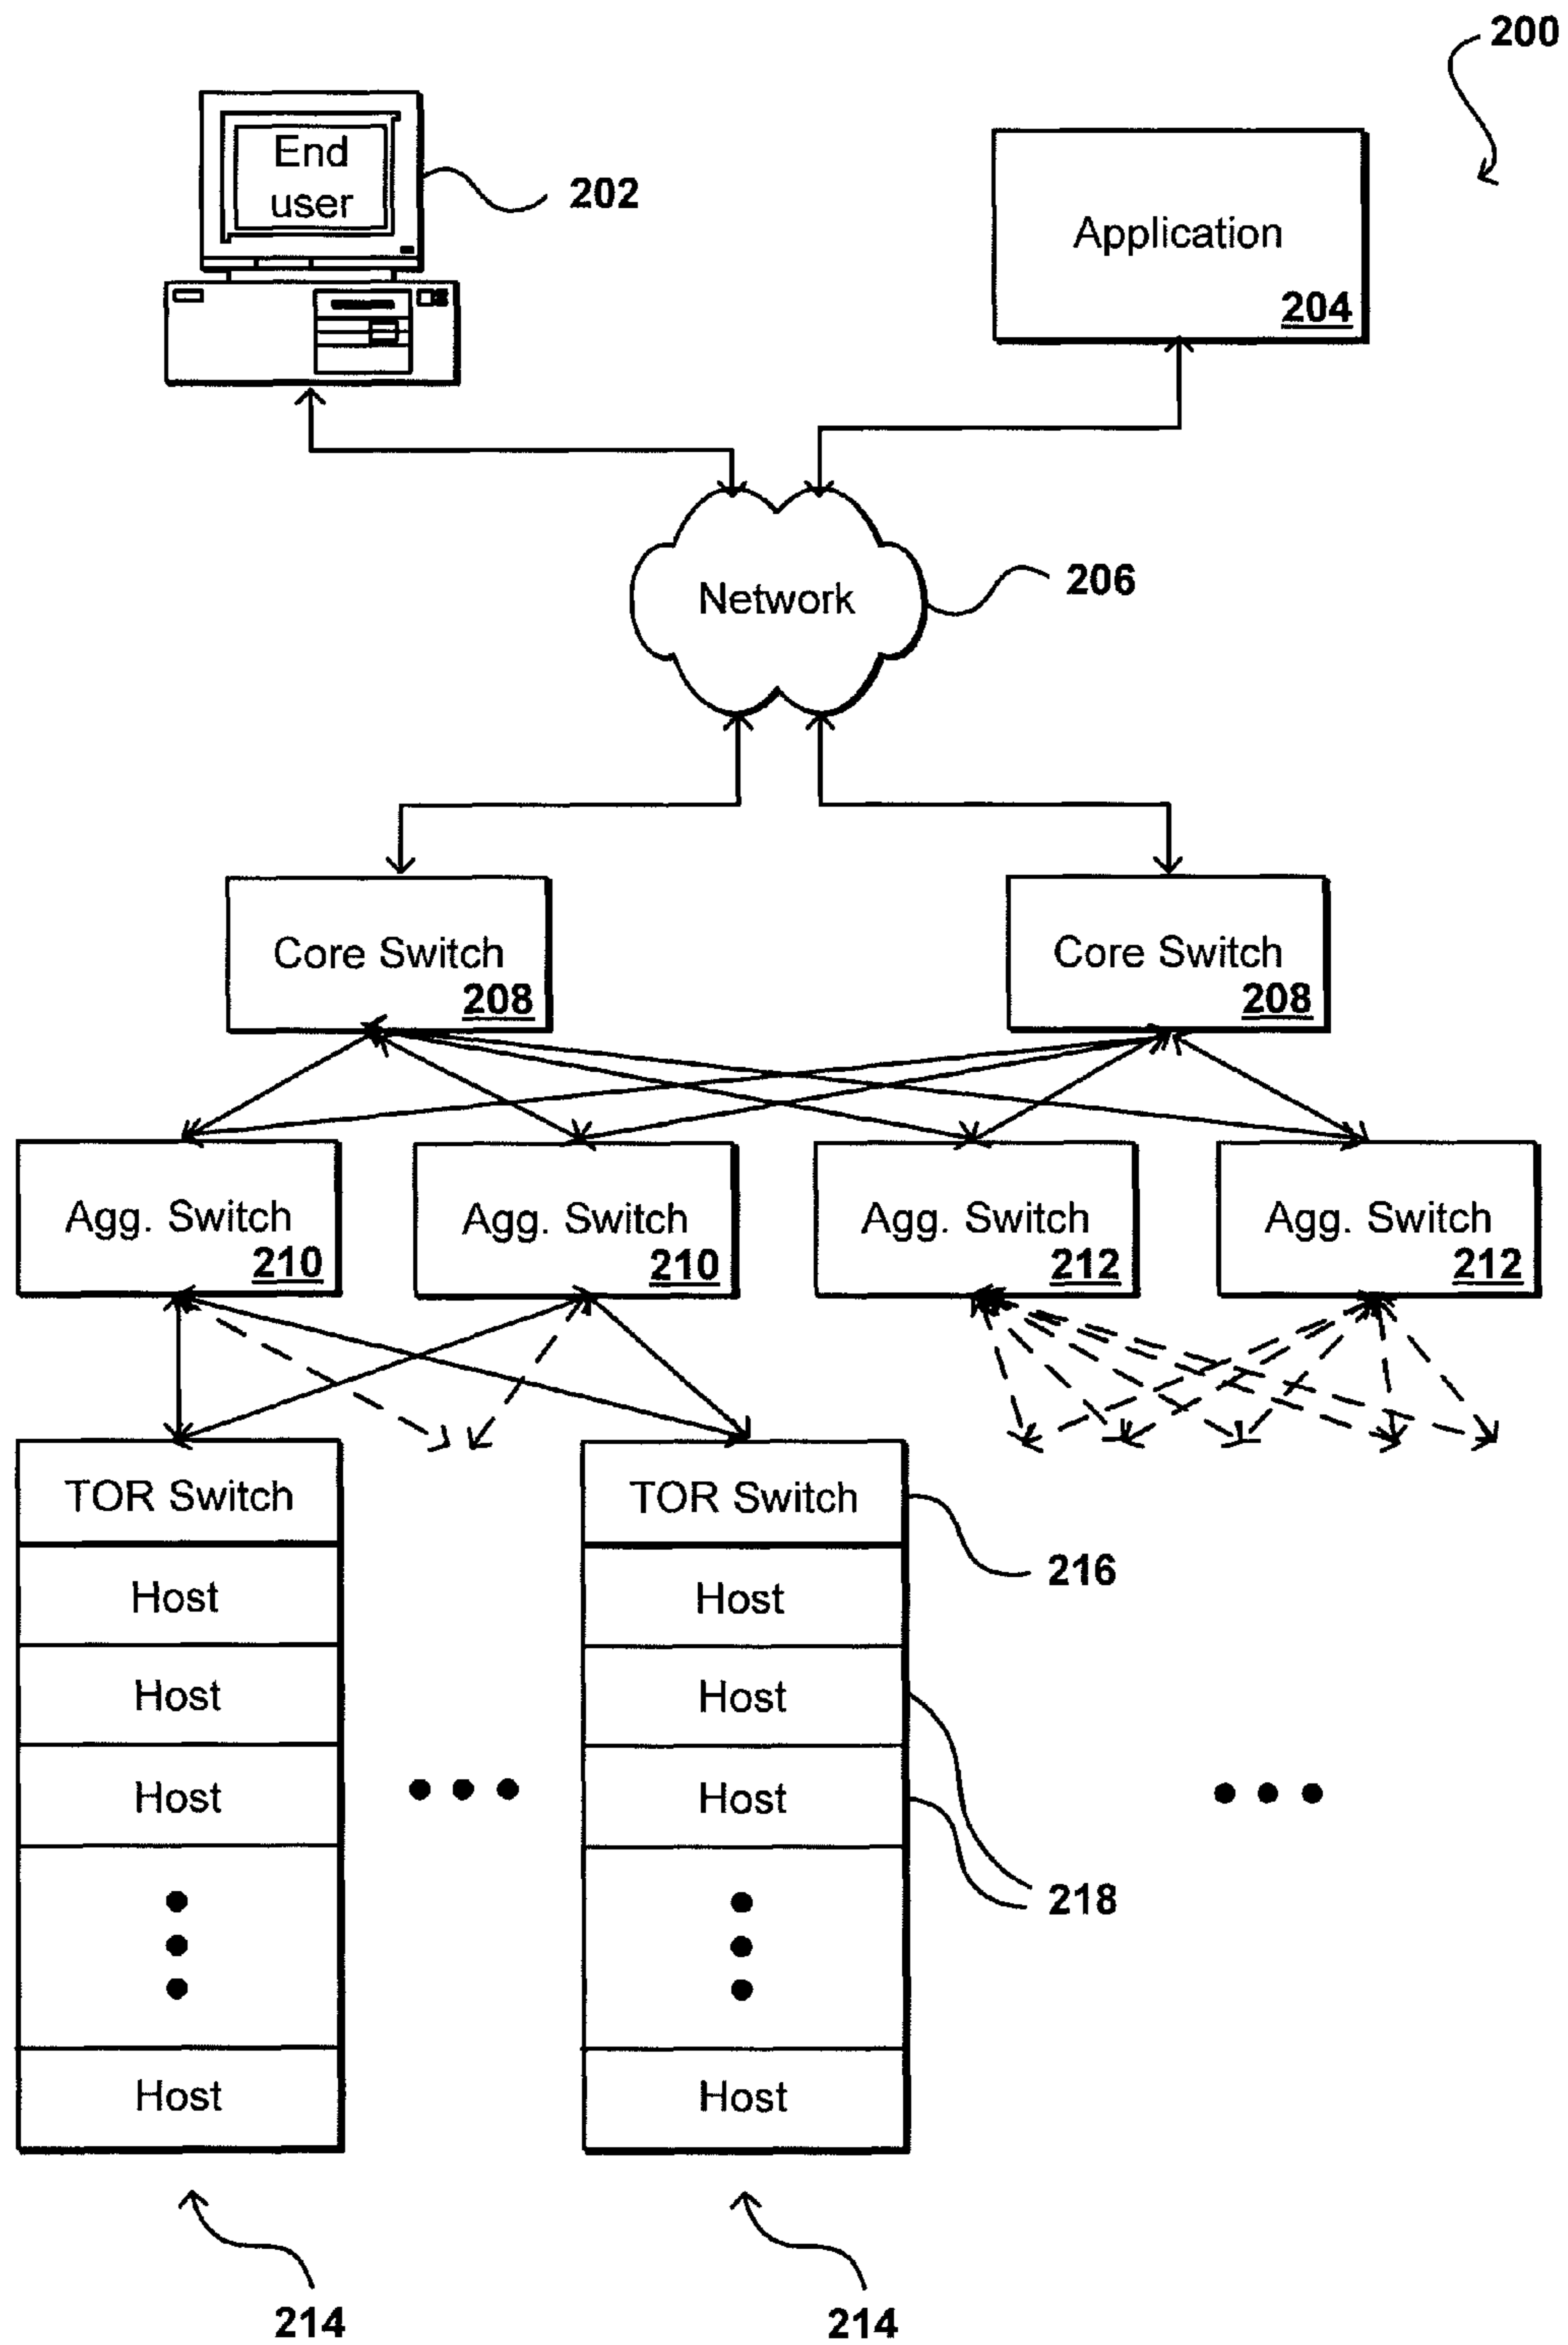 200
End
user
202
Application
204
Network
206
Core Switch
208
Core Switch
208
Agg. Switch
210
Agg. Switch
210
Agg. Switch
212
Agg. Switch
212
TOR Switch
Host
Host
Host
Host
TOR Switch
Host
Host
Host
Host
216
218
214
214